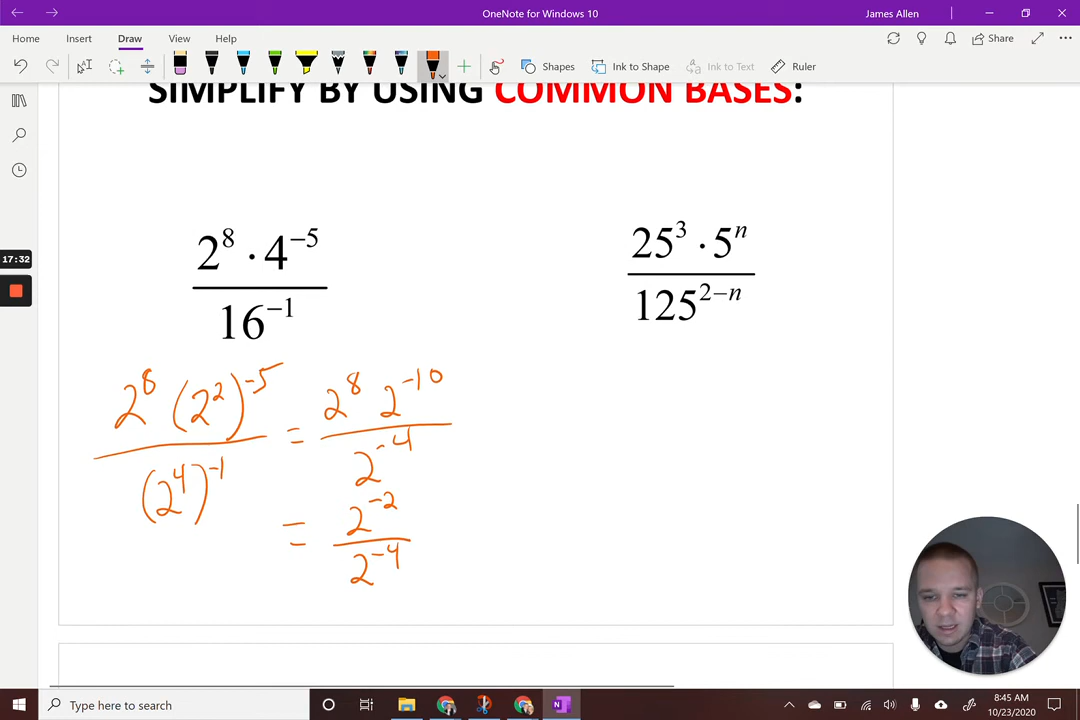 OneNote for Windows 10
James Allen
Home Insert Draw View Help
Share
Shapes Ink to Shape Ink to Text Ruler
SIMPLIFY BY USING COMMON BASES:
2^8 · 4^−5 / 16^−1
25^3 · 5^n / 125^2−n
17:32
2^8 (2^2)^-5 / (2^4)^-1 = 2^8 2^-10 / 2^-4
= 2^-2 / 2^-4
Type here to search
8:45 AM
10/23/2020